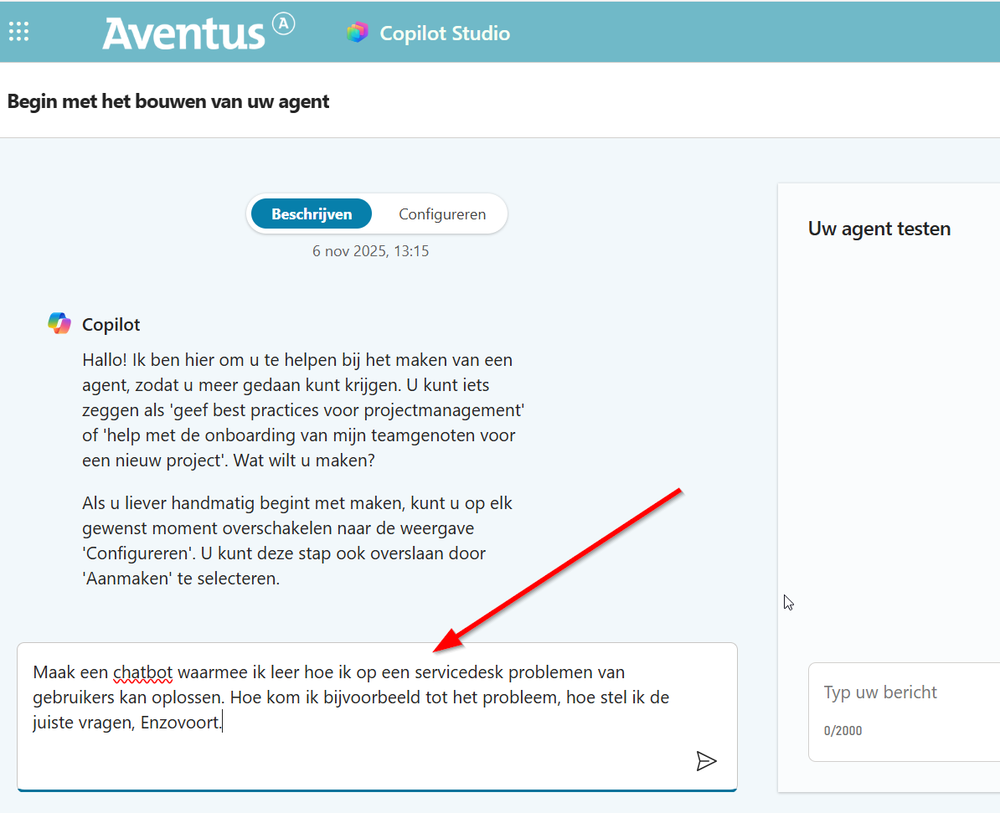 Aventus A
Copilot Studio
Begin met het bouwen van uw agent
Beschrijven
Configureren
6 nov 2025, 13:15
Copilot
Hallo! Ik ben hier om u te helpen bij het maken van een
agent, zodat u meer gedaan kunt krijgen. U kunt iets
zeggen als 'geef best practices voor projectmanagement'
of 'help met de onboarding van mijn teamgenoten voor
een nieuw project'. Wat wilt u maken?
Als u liever handmatig begint met maken, kunt u op elk
gewenst moment overschakelen naar de weergave
'Configureren'. U kunt deze stap ook overslaan door
'Aanmaken' te selecteren.
Maak een chatbot waarmee ik leer hoe ik op een servicedesk problemen van
gebruikers kan oplossen. Hoe kom ik bijvoorbeeld tot het probleem, hoe stel ik de
juiste vragen, Enzovoort.
Uw agent testen
Typ uw bericht
0/2000